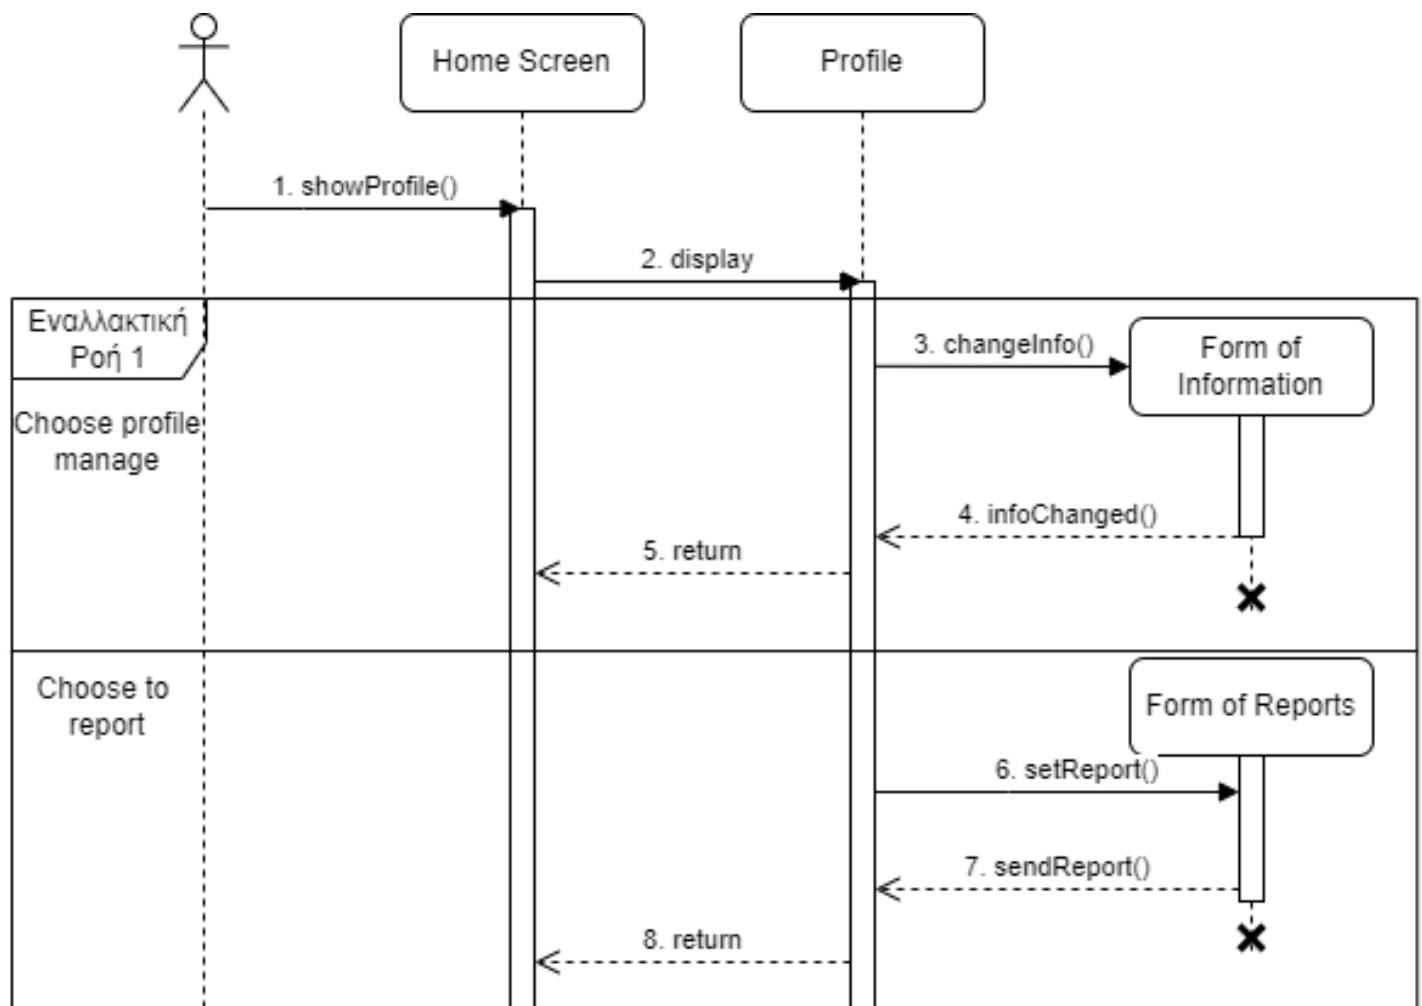 Home Screen
Profile
1. showProfile()
2. display
Εναλλακτική
Ροή 1
3. changeInfo()
Form of
Information
Choose profile
manage
4. infoChanged()
5. return
Choose to
report
Form of Reports
6. setReport()
7. sendReport()
8. return